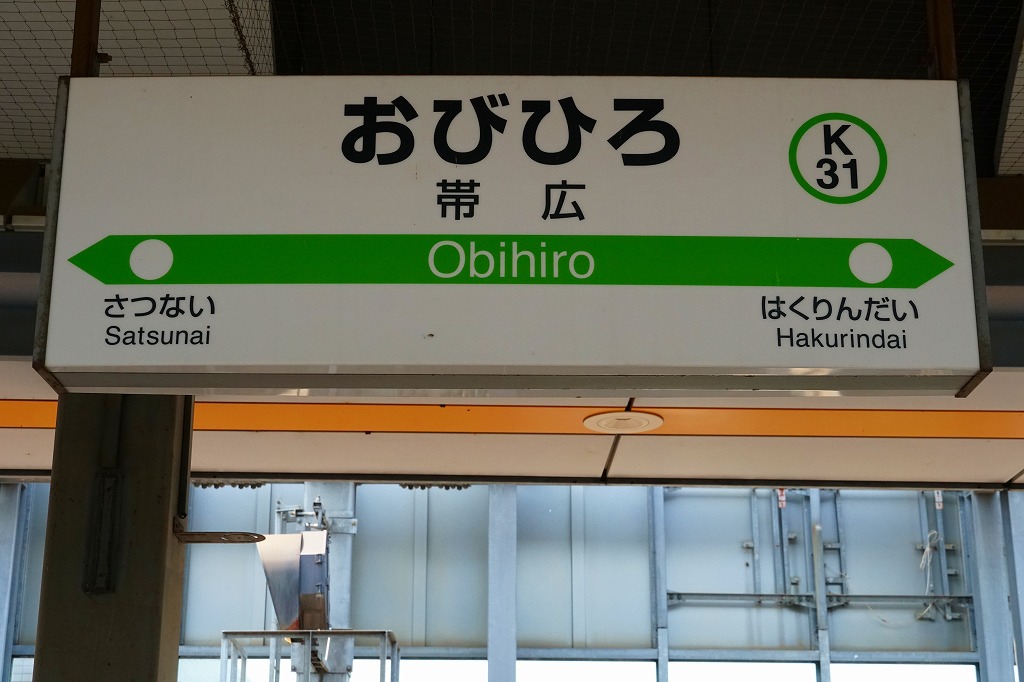 おびひろ
帯広
K
31
Obihiro
さつない
Satsunai
はくりんだい
Hakurindai